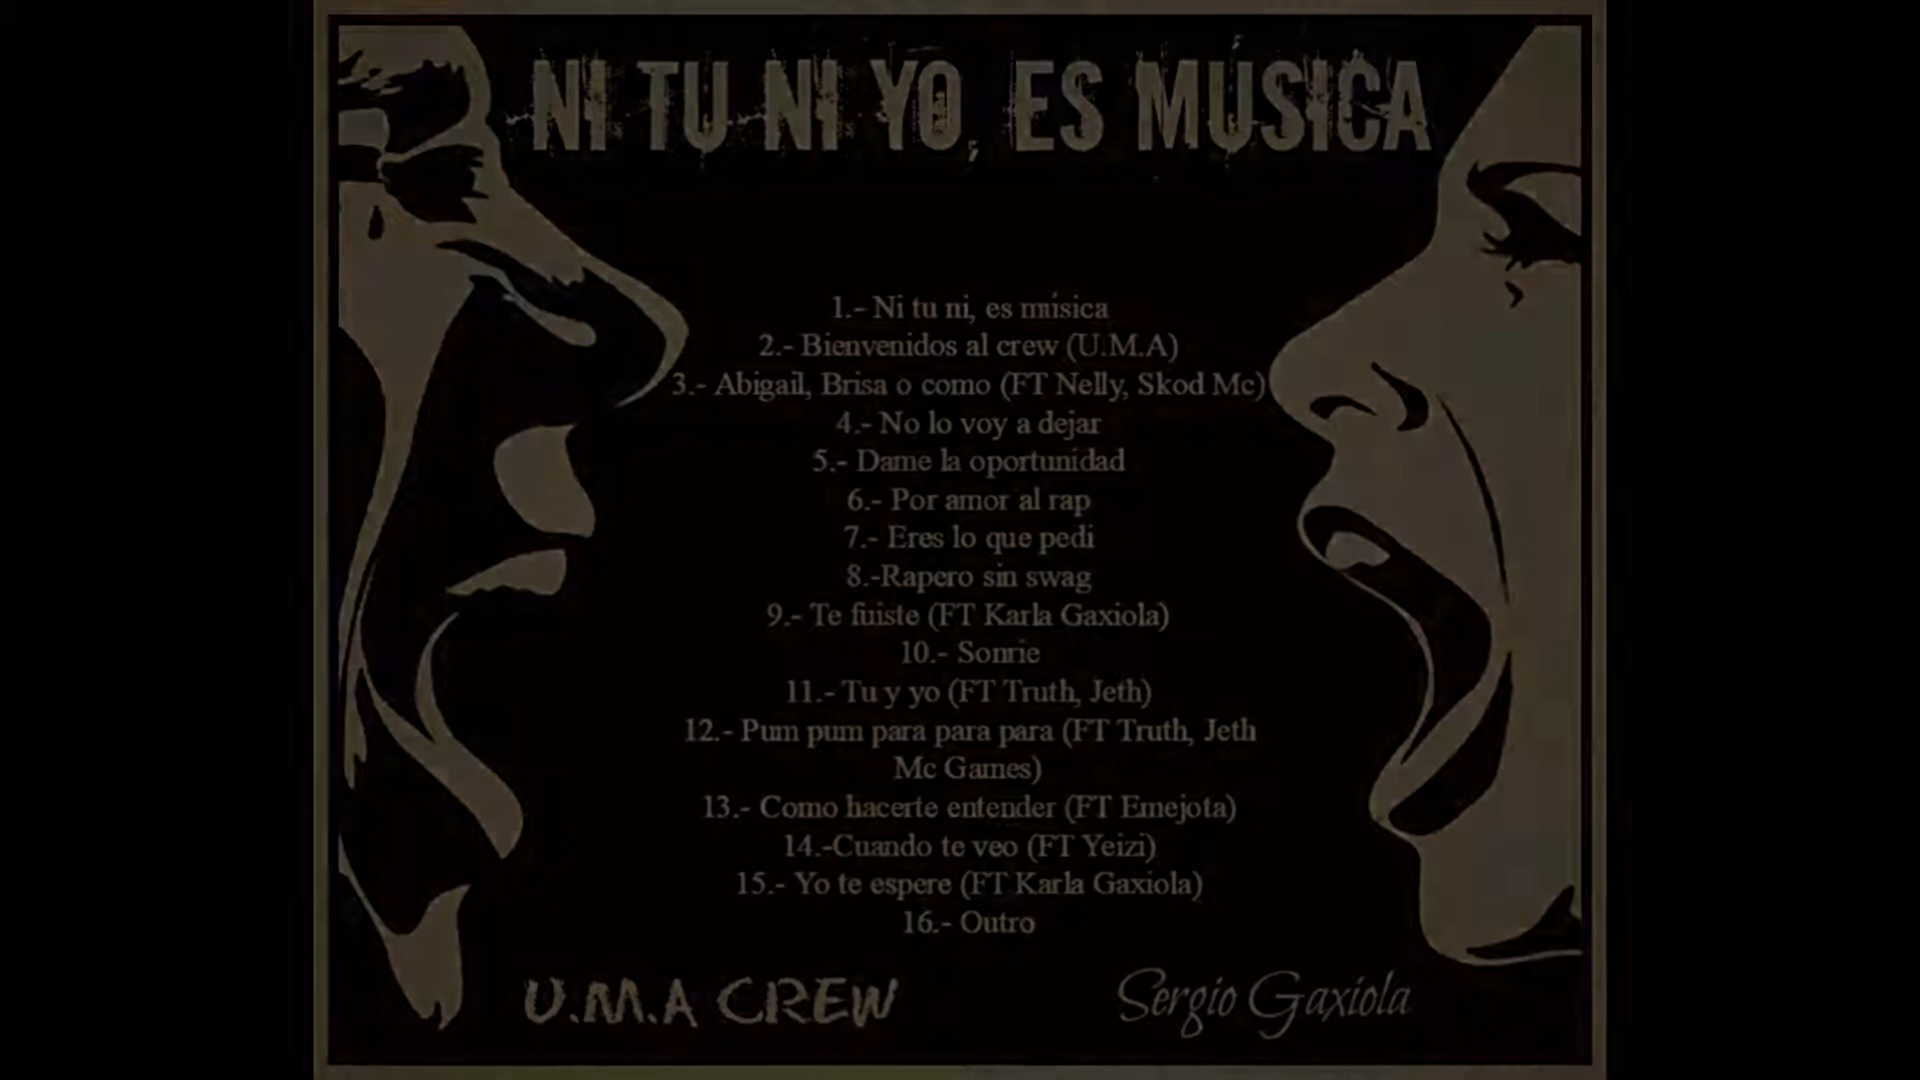 NI TU NI YO, ES MÚSICA
1.- Ni tu ni, es música
2.- Bienvenidos al crew (U.M.A)
3.- Abigail, Brisa o como (FT Nelly, Skod Mc)
4.- No lo voy a dejar
5.- Dame la oportunidad
6.- Por amor al rap
7.- Eres lo que pedi
8.-Rapero sin swag
9.- Te fuiste (FT Karla Gaxiola)
10.- Sonrie
11.- Tu y yo (FT Truth, Jeth)
12.- Pum pum para para para (FT Truth, Jeth
Mc Games)
13.- Como hacerte entender (FT Emejota)
14.-Cuando te veo (FT Yeizi)
15.- Yo te espere (FT Karla Gaxiola)
16.- Outro
U.M.A CREW
Sergio Gaxiola